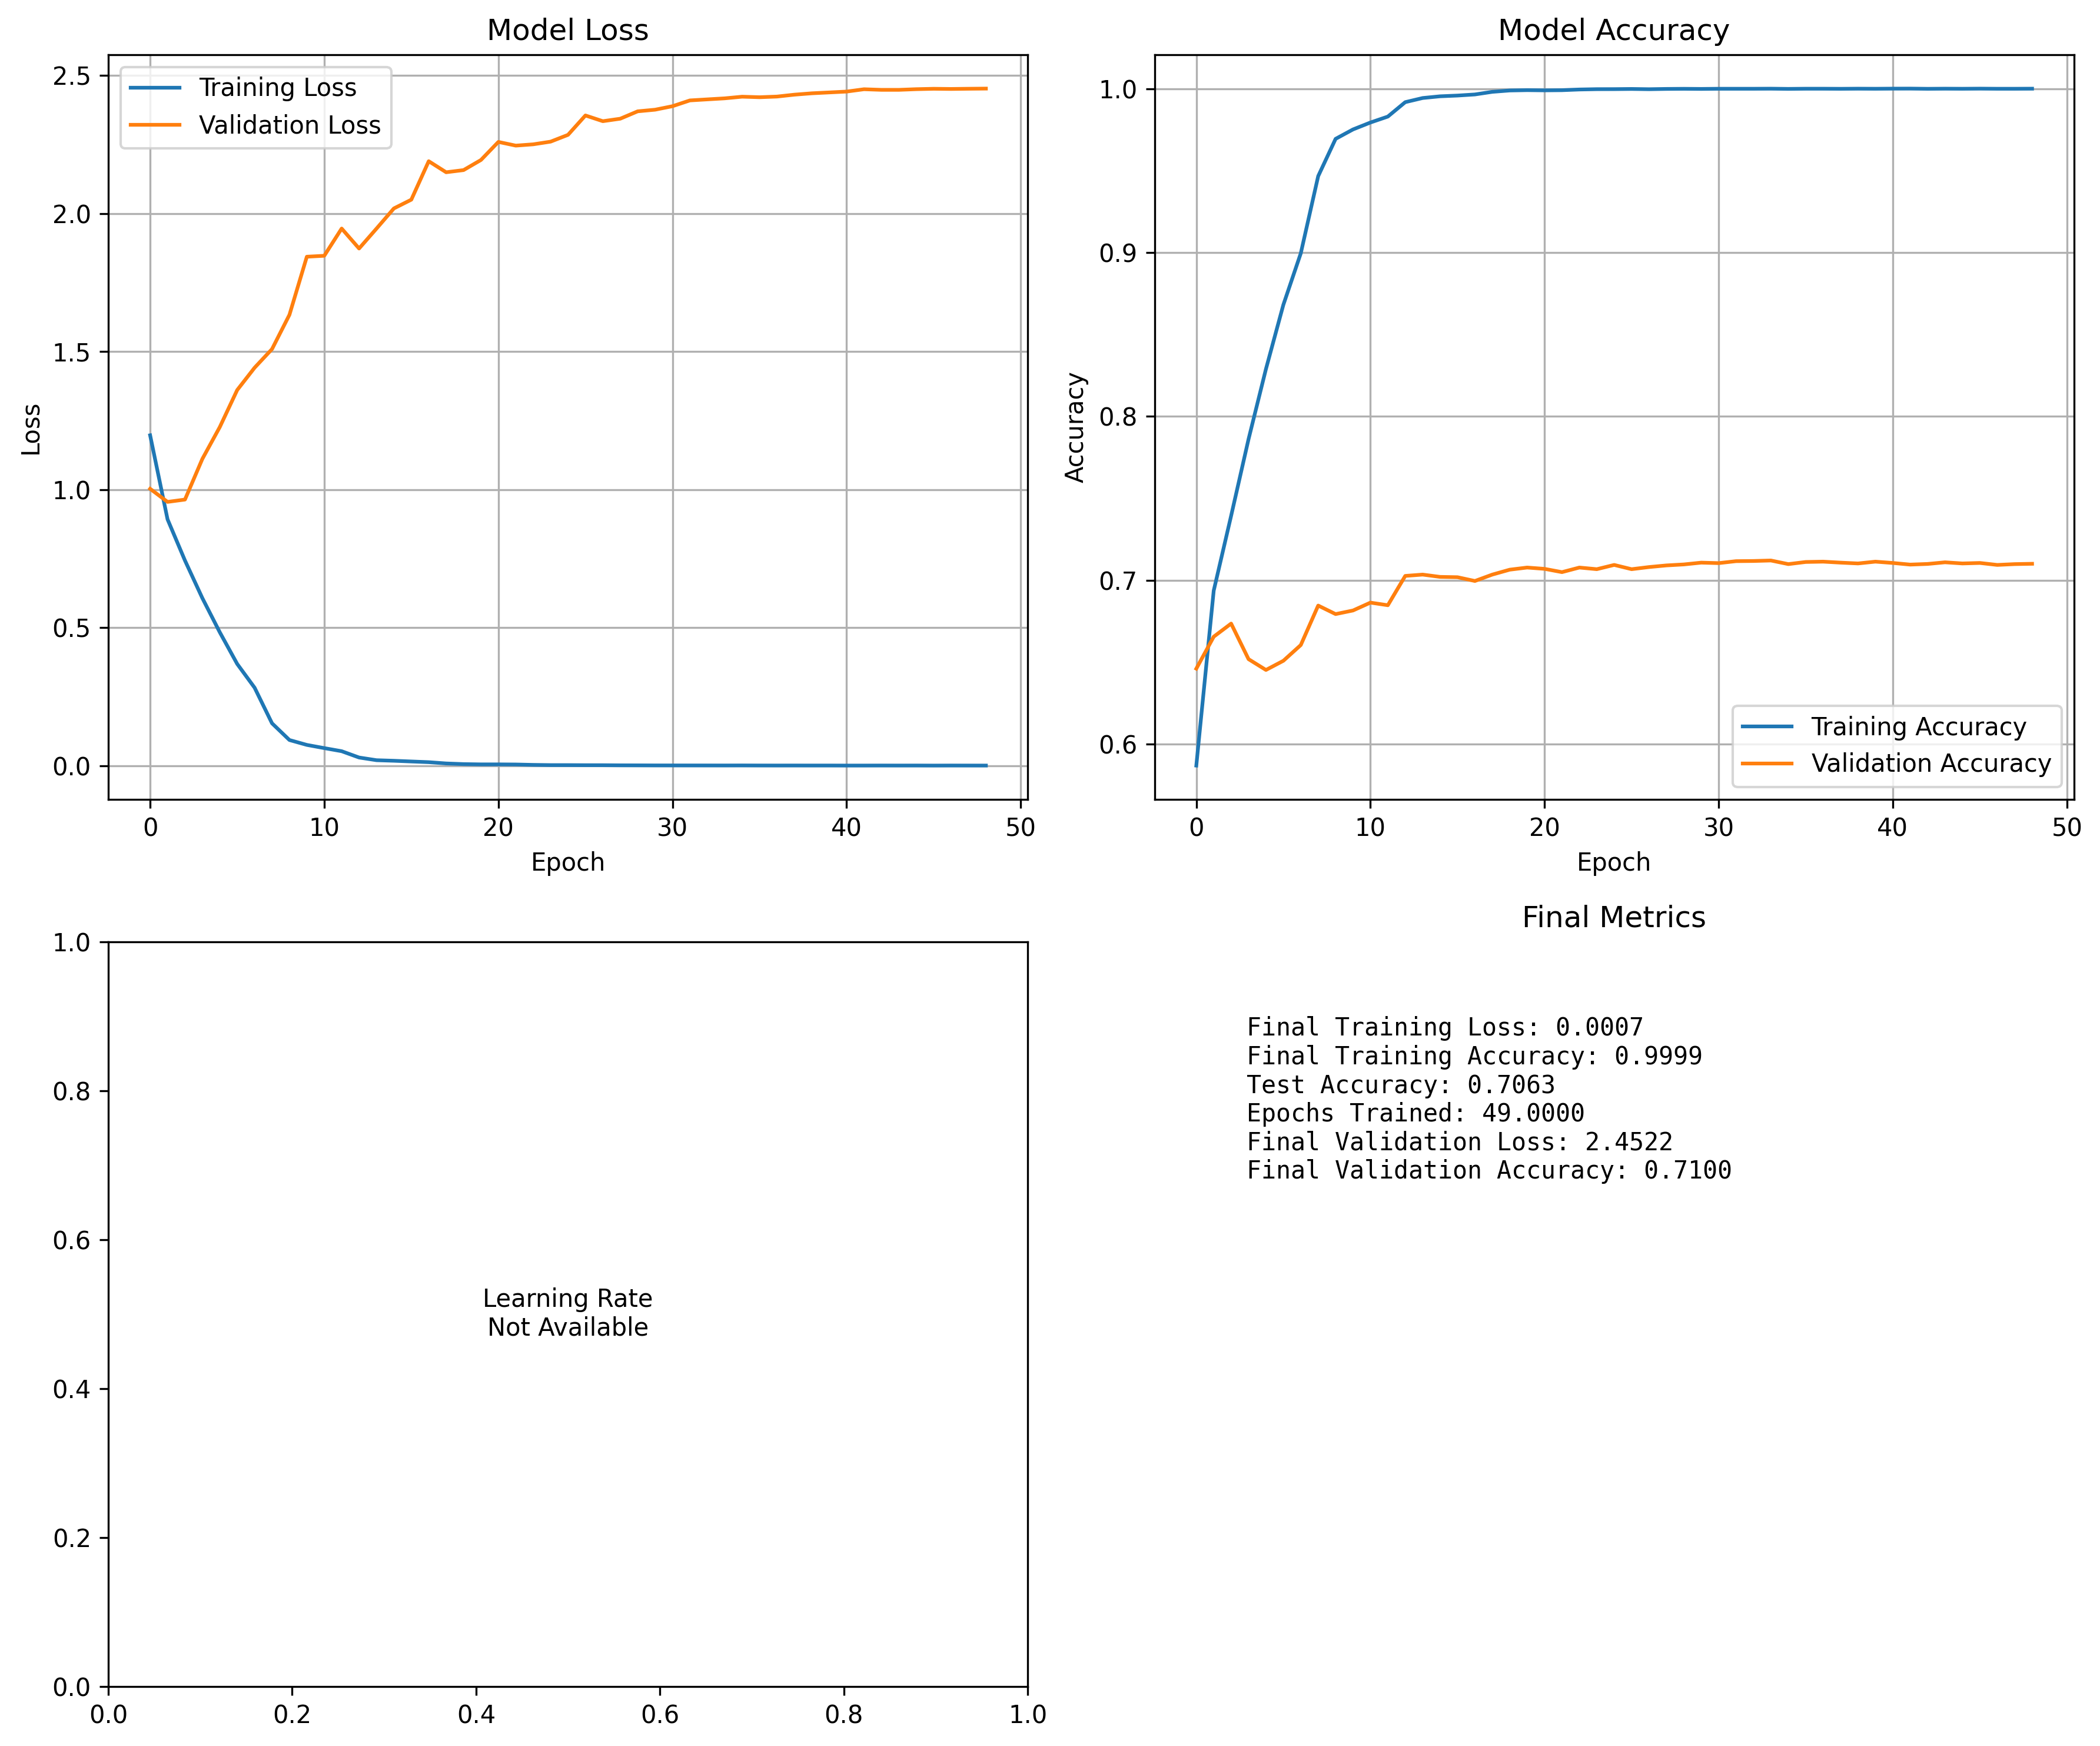 Model Loss
2.5
2.0
1.5
1.0
0.5
0.0
Loss
Training Loss
Validation Loss
0 10 20 30 40 50
Epoch
Model Accuracy
1.0
0.9
0.8
0.7
0.6
Accuracy
Training Accuracy
Validation Accuracy
0 10 20 30 40 50
Epoch
1.0
0.8
0.6
0.4
0.2
0.0
Learning Rate
Not Available
0.0 0.2 0.4 0.6 0.8 1.0
Final Metrics
Final Training Loss: 0.0007
Final Training Accuracy: 0.9999
Test Accuracy: 0.7063
Epochs Trained: 49.0000
Final Validation Loss: 2.4522
Final Validation Accuracy: 0.7100